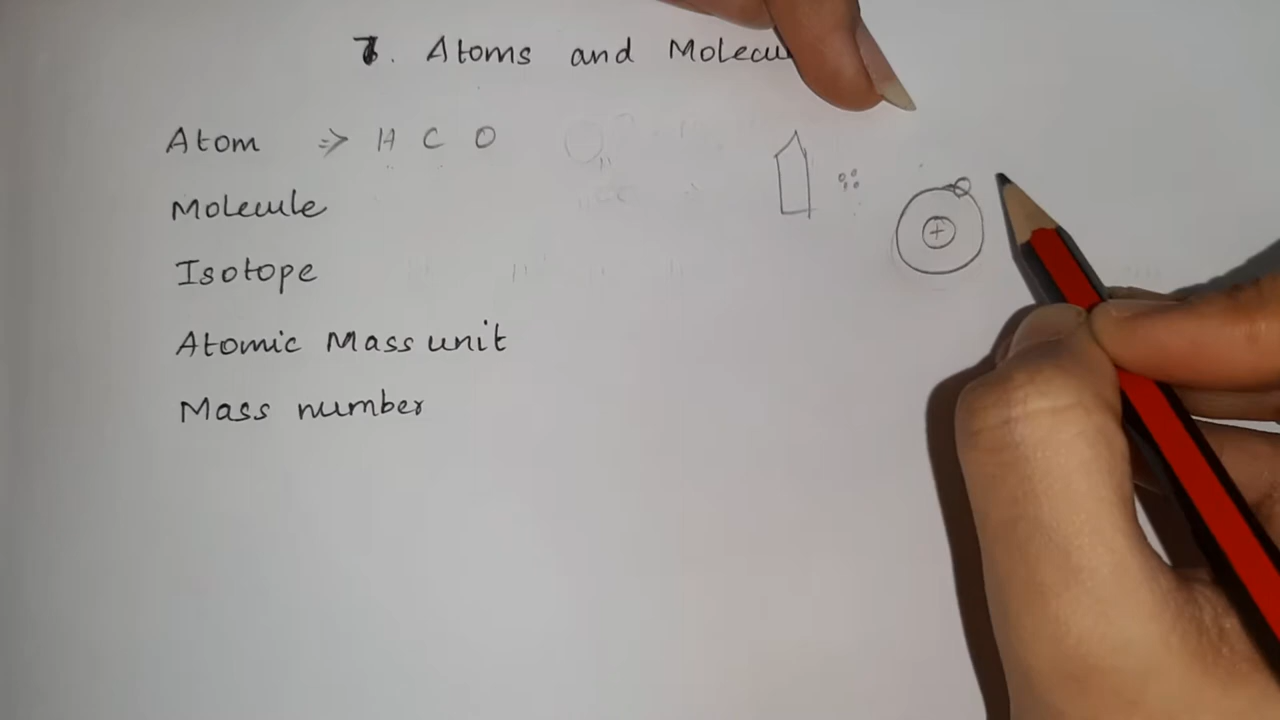 7. Atoms and Molecu
Atom => H C O
Molecule
Isotope
Atomic Mass unit
Mass number
+